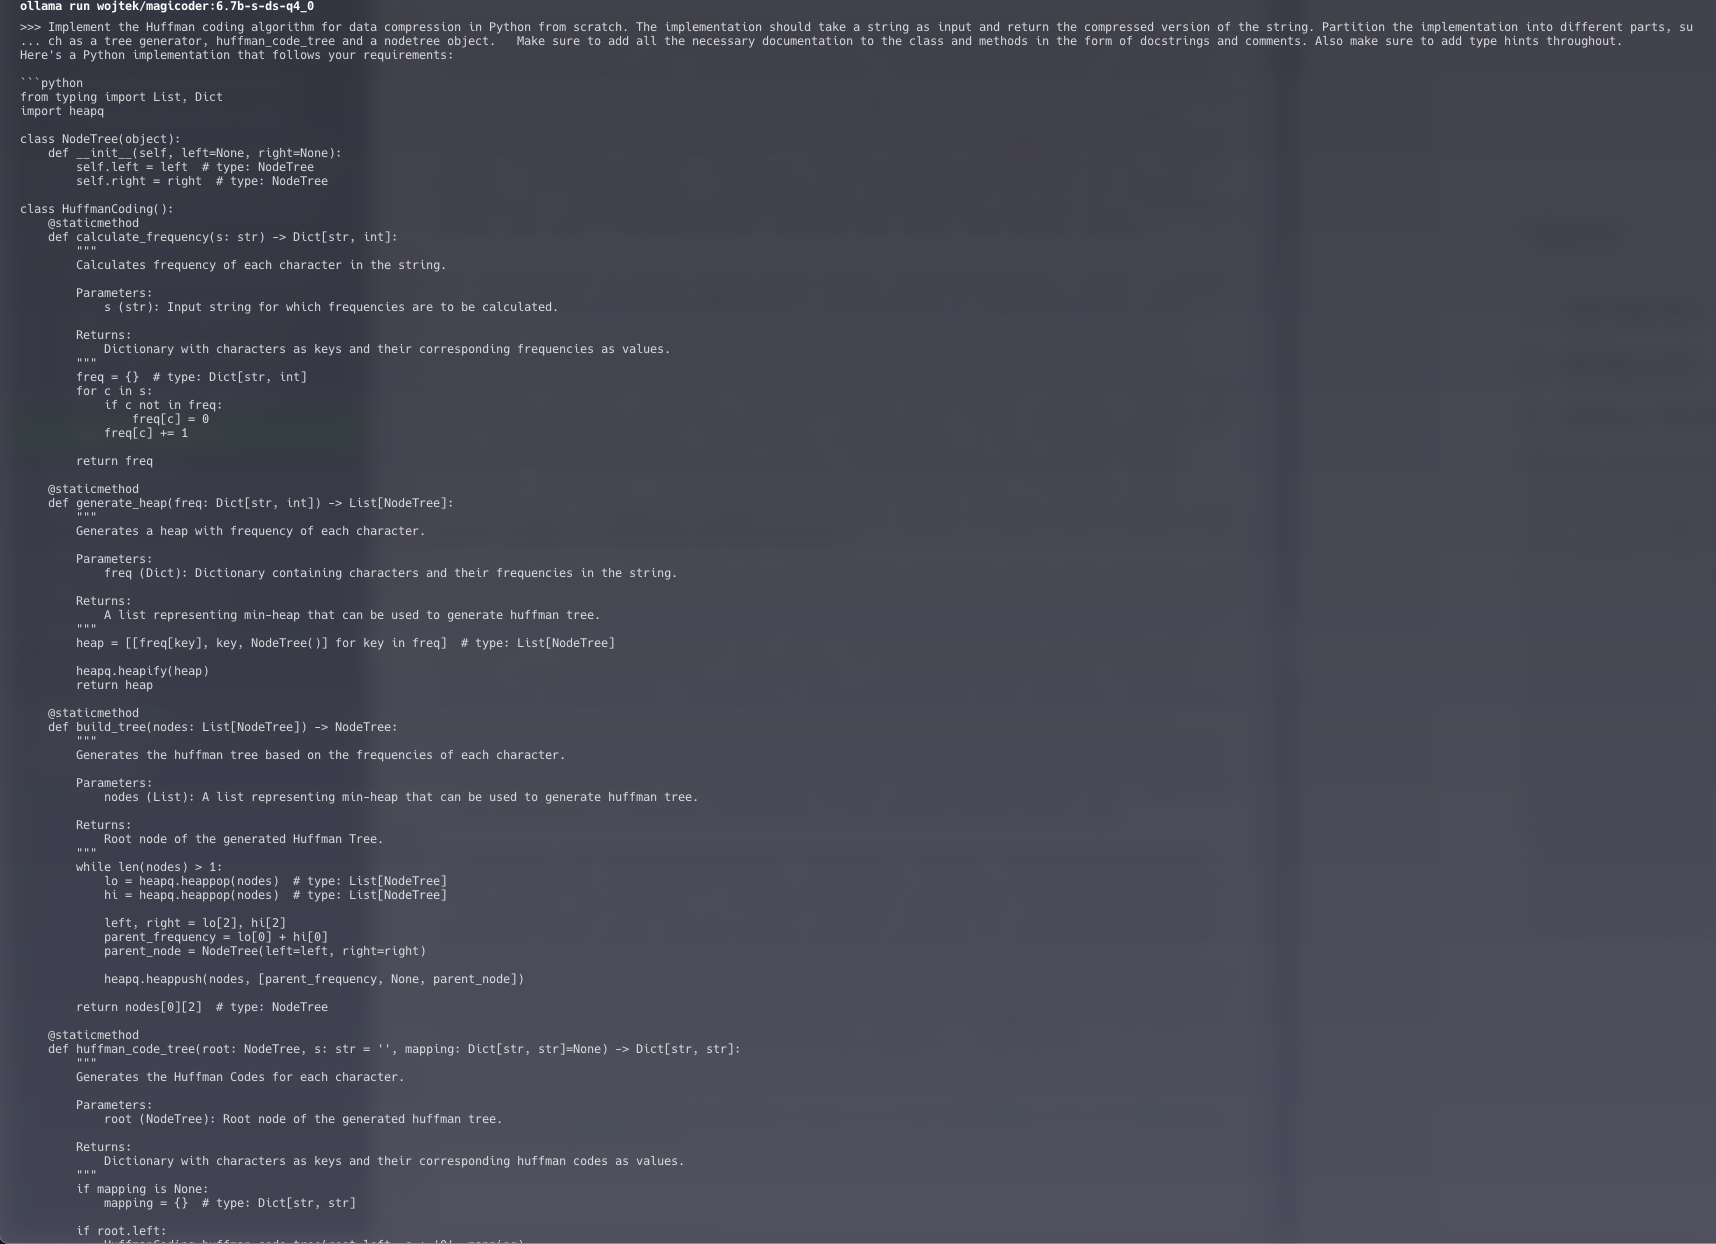 ollama run wojtek/magicoder:6.7b-s-ds-q4_0
>>> Implement the Huffman coding algorithm for data compression in Python from scratch. The implementation should take a string as input and return the compressed version of the string. Partition the implementation into different parts, su
... ch as a tree generator, huffman_code_tree and a nodetree object.   Make sure to add all the necessary documentation to the class and methods in the form of docstrings and comments. Also make sure to add type hints throughout.
Here's a Python implementation that follows your requirements:

```python
from typing import List, Dict
import heapq

class NodeTree(object):
    def __init__(self, left=None, right=None):
        self.left = left  # type: NodeTree
        self.right = right  # type: NodeTree

class HuffmanCoding():
    @staticmethod
    def calculate_frequency(s: str) -> Dict[str, int]:
        """
        Calculates frequency of each character in the string.

        Parameters:
            s (str): Input string for which frequencies are to be calculated.

        Returns:
            Dictionary with characters as keys and their corresponding frequencies as values.
        """
        freq = {}  # type: Dict[str, int]
        for c in s:
            if c not in freq:
                freq[c] = 0
            freq[c] += 1

        return freq

    @staticmethod
    def generate_heap(freq: Dict[str, int]) -> List[NodeTree]:
        """
        Generates a heap with frequency of each character.

        Parameters:
            freq (Dict): Dictionary containing characters and their frequencies in the string.

        Returns:
            A list representing min-heap that can be used to generate huffman tree.
        """
        heap = [[freq[key], key, NodeTree()] for key in freq]  # type: List[NodeTree]

        heapq.heapify(heap)
        return heap

    @staticmethod
    def build_tree(nodes: List[NodeTree]) -> NodeTree:
        """
        Generates the huffman tree based on the frequencies of each character.

        Parameters:
            nodes (List): A list representing min-heap that can be used to generate huffman tree.

        Returns:
            Root node of the generated Huffman Tree.
        """
        while len(nodes) > 1:
            lo = heapq.heappop(nodes)  # type: List[NodeTree]
            hi = heapq.heappop(nodes)  # type: List[NodeTree]

            left, right = lo[2], hi[2]
            parent_frequency = lo[0] + hi[0]
            parent_node = NodeTree(left=left, right=right)

            heapq.heappush(nodes, [parent_frequency, None, parent_node])

        return nodes[0][2]  # type: NodeTree

    @staticmethod
    def huffman_code_tree(root: NodeTree, s: str = '', mapping: Dict[str, str]=None) -> Dict[str, str]:
        """
        Generates the Huffman Codes for each character.

        Parameters:
            root (NodeTree): Root node of the generated huffman tree.

        Returns:
            Dictionary with characters as keys and their corresponding huffman codes as values.
        """
        if mapping is None:
            mapping = {}  # type: Dict[str, str]

        if root.left: